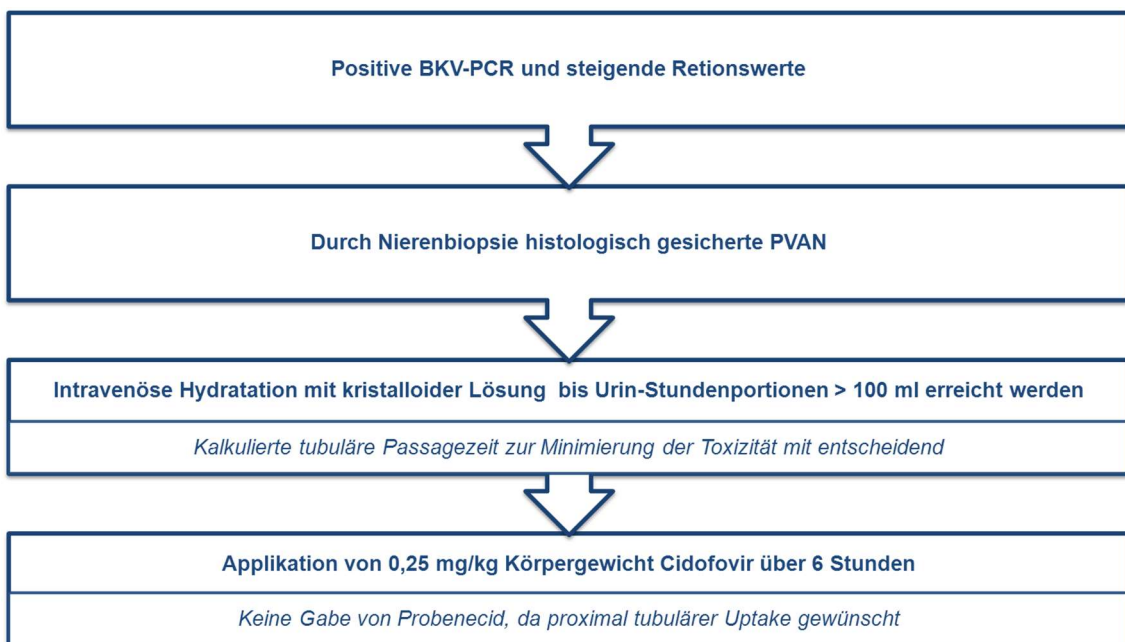 Positive BKV-PCR und steigende Retionswerte
Durch Nierenbiopsie histologisch gesicherte PVAN
Intravenöse Hydratation mit kristalloider Lösung bis Urin-Stundenportionen > 100 ml erreicht werden
Kalkulierte tubuläre Passagezeit zur Minimierung der Toxizität mit entscheidend
Applikation von 0,25 mg/kg Körpergewicht Cidofovir über 6 Stunden
Keine Gabe von Probenecid, da proximal tubulärer Uptake gewünscht